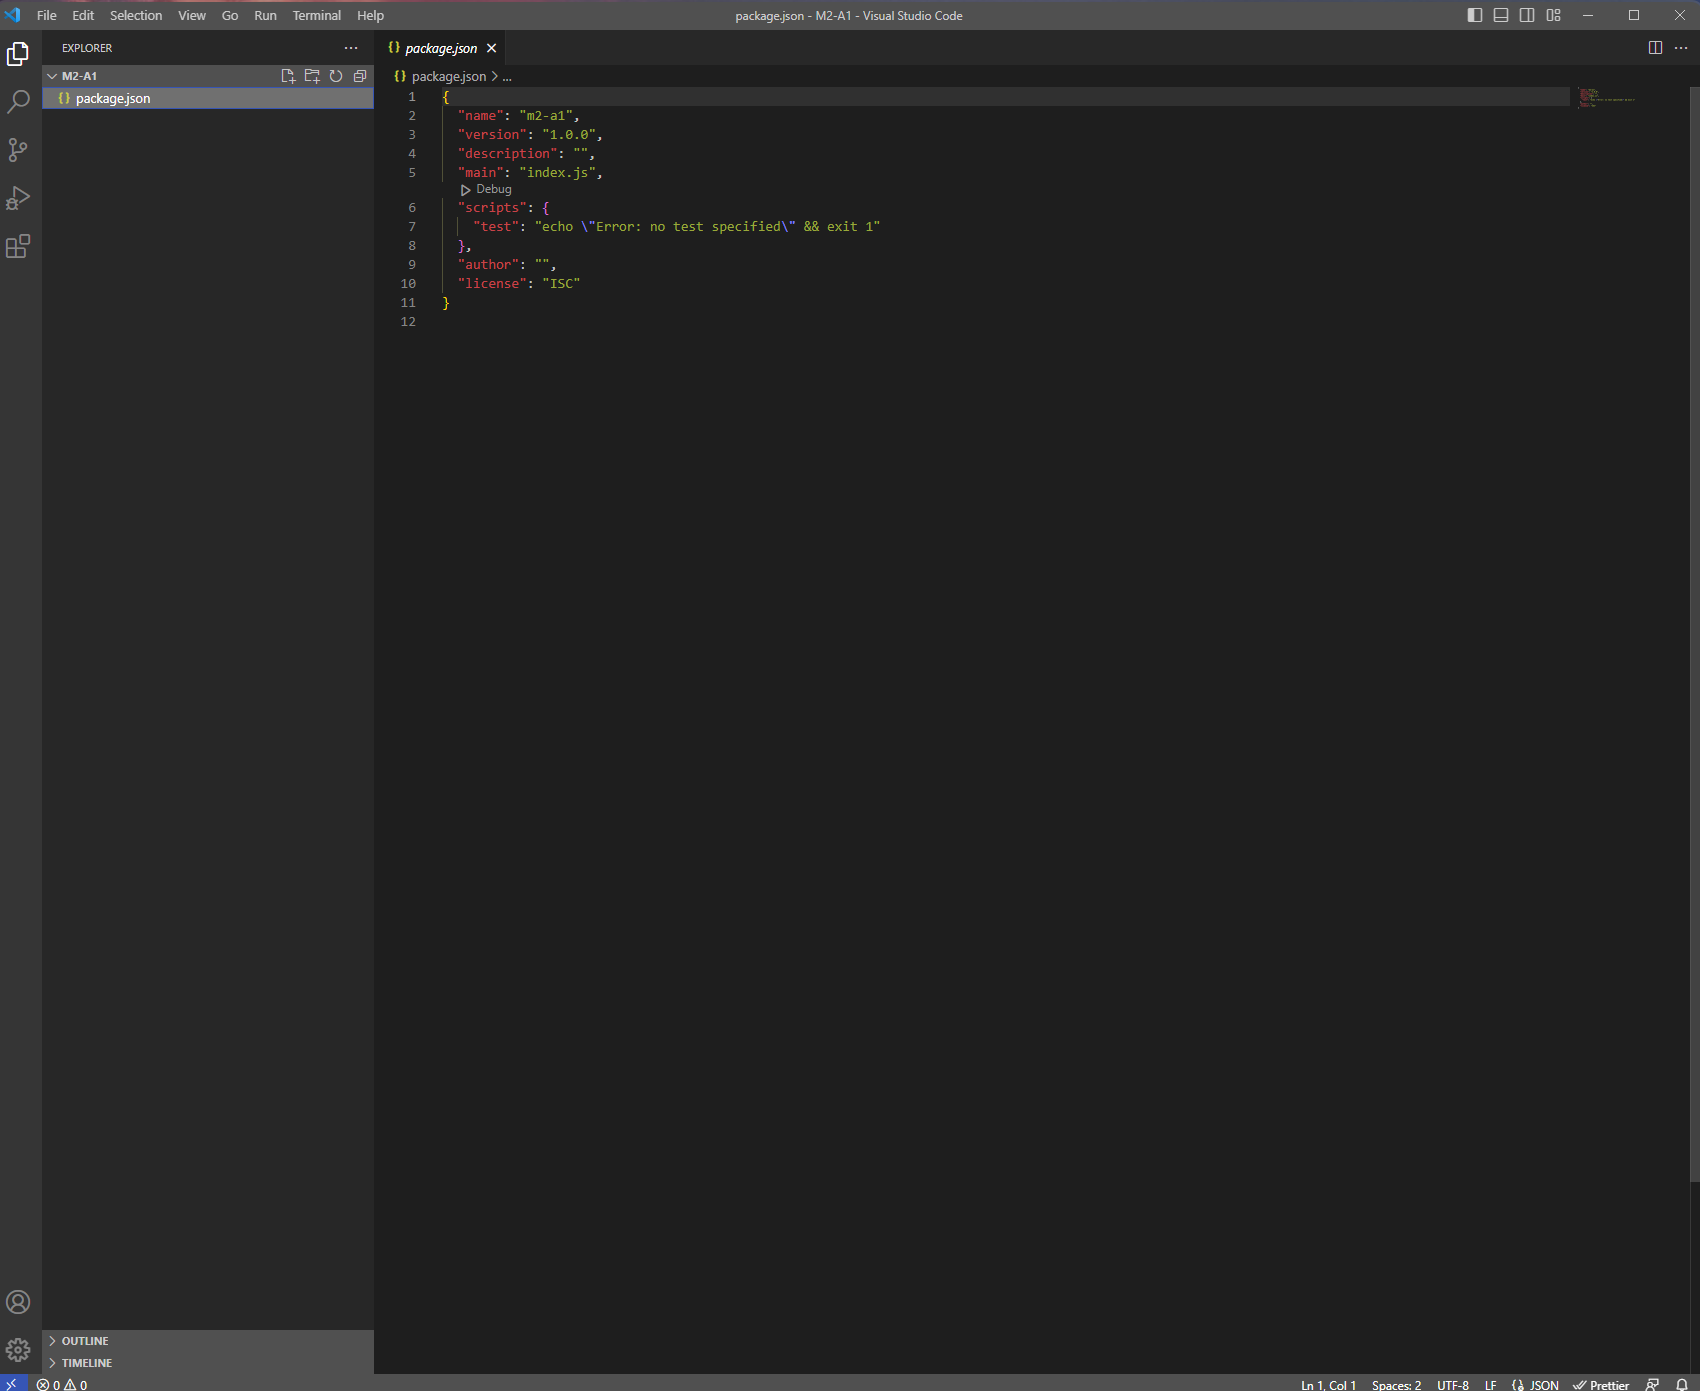 File Edit Selection View Go Run Terminal Help
package.json - M2-A1 - Visual Studio Code
EXPLORER
M2-A1
{} package.json
{} package.json
{} package.json > ...
1 {
2 "name": "m2-a1",
3 "version": "1.0.0",
4 "description": "",
5 "main": "index.js",
Debug
6 "scripts": {
7 "test": "echo \"Error: no test specified\" && exit 1"
8 },
9 "author": "",
10 "license": "ISC"
11 }
12
OUTLINE
TIMELINE
0 0
Ln 1, Col 1 Spaces: 2 UTF-8 LF {} JSON Prettier